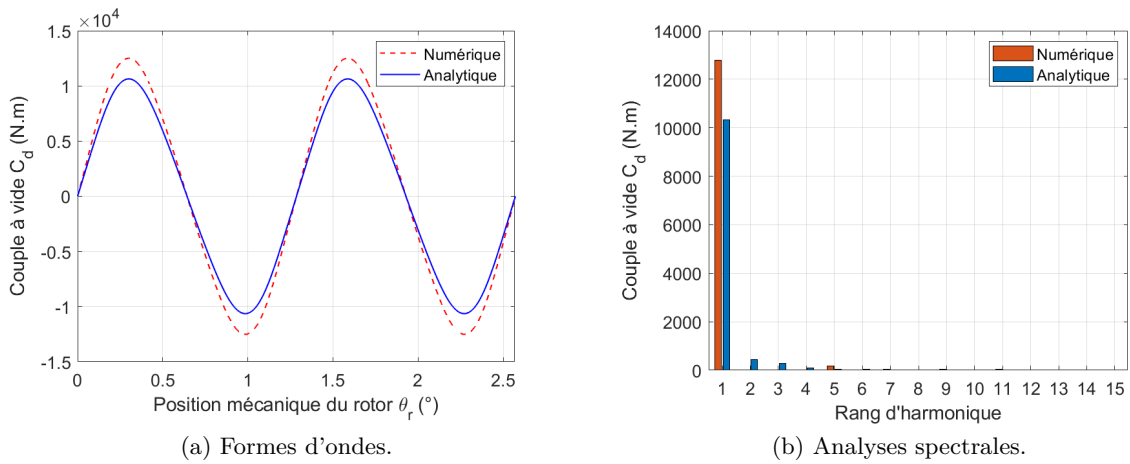 ×10⁴
1.5
1
0.5
0
-0.5
-1
-1.5
0 0.5 1 1.5 2 2.5
Couple à vide C_d (N.m)
Position mécanique du rotor θ_r (°)
Numérique
Analytique
(a) Formes d'ondes.
14000
12000
10000
8000
6000
4000
2000
0
1 2 3 4 5 6 7 8 9 10 11 12 13 14 15
Couple à vide C_d (N.m)
Rang d'harmonique
Numérique
Analytique
(b) Analyses spectrales.